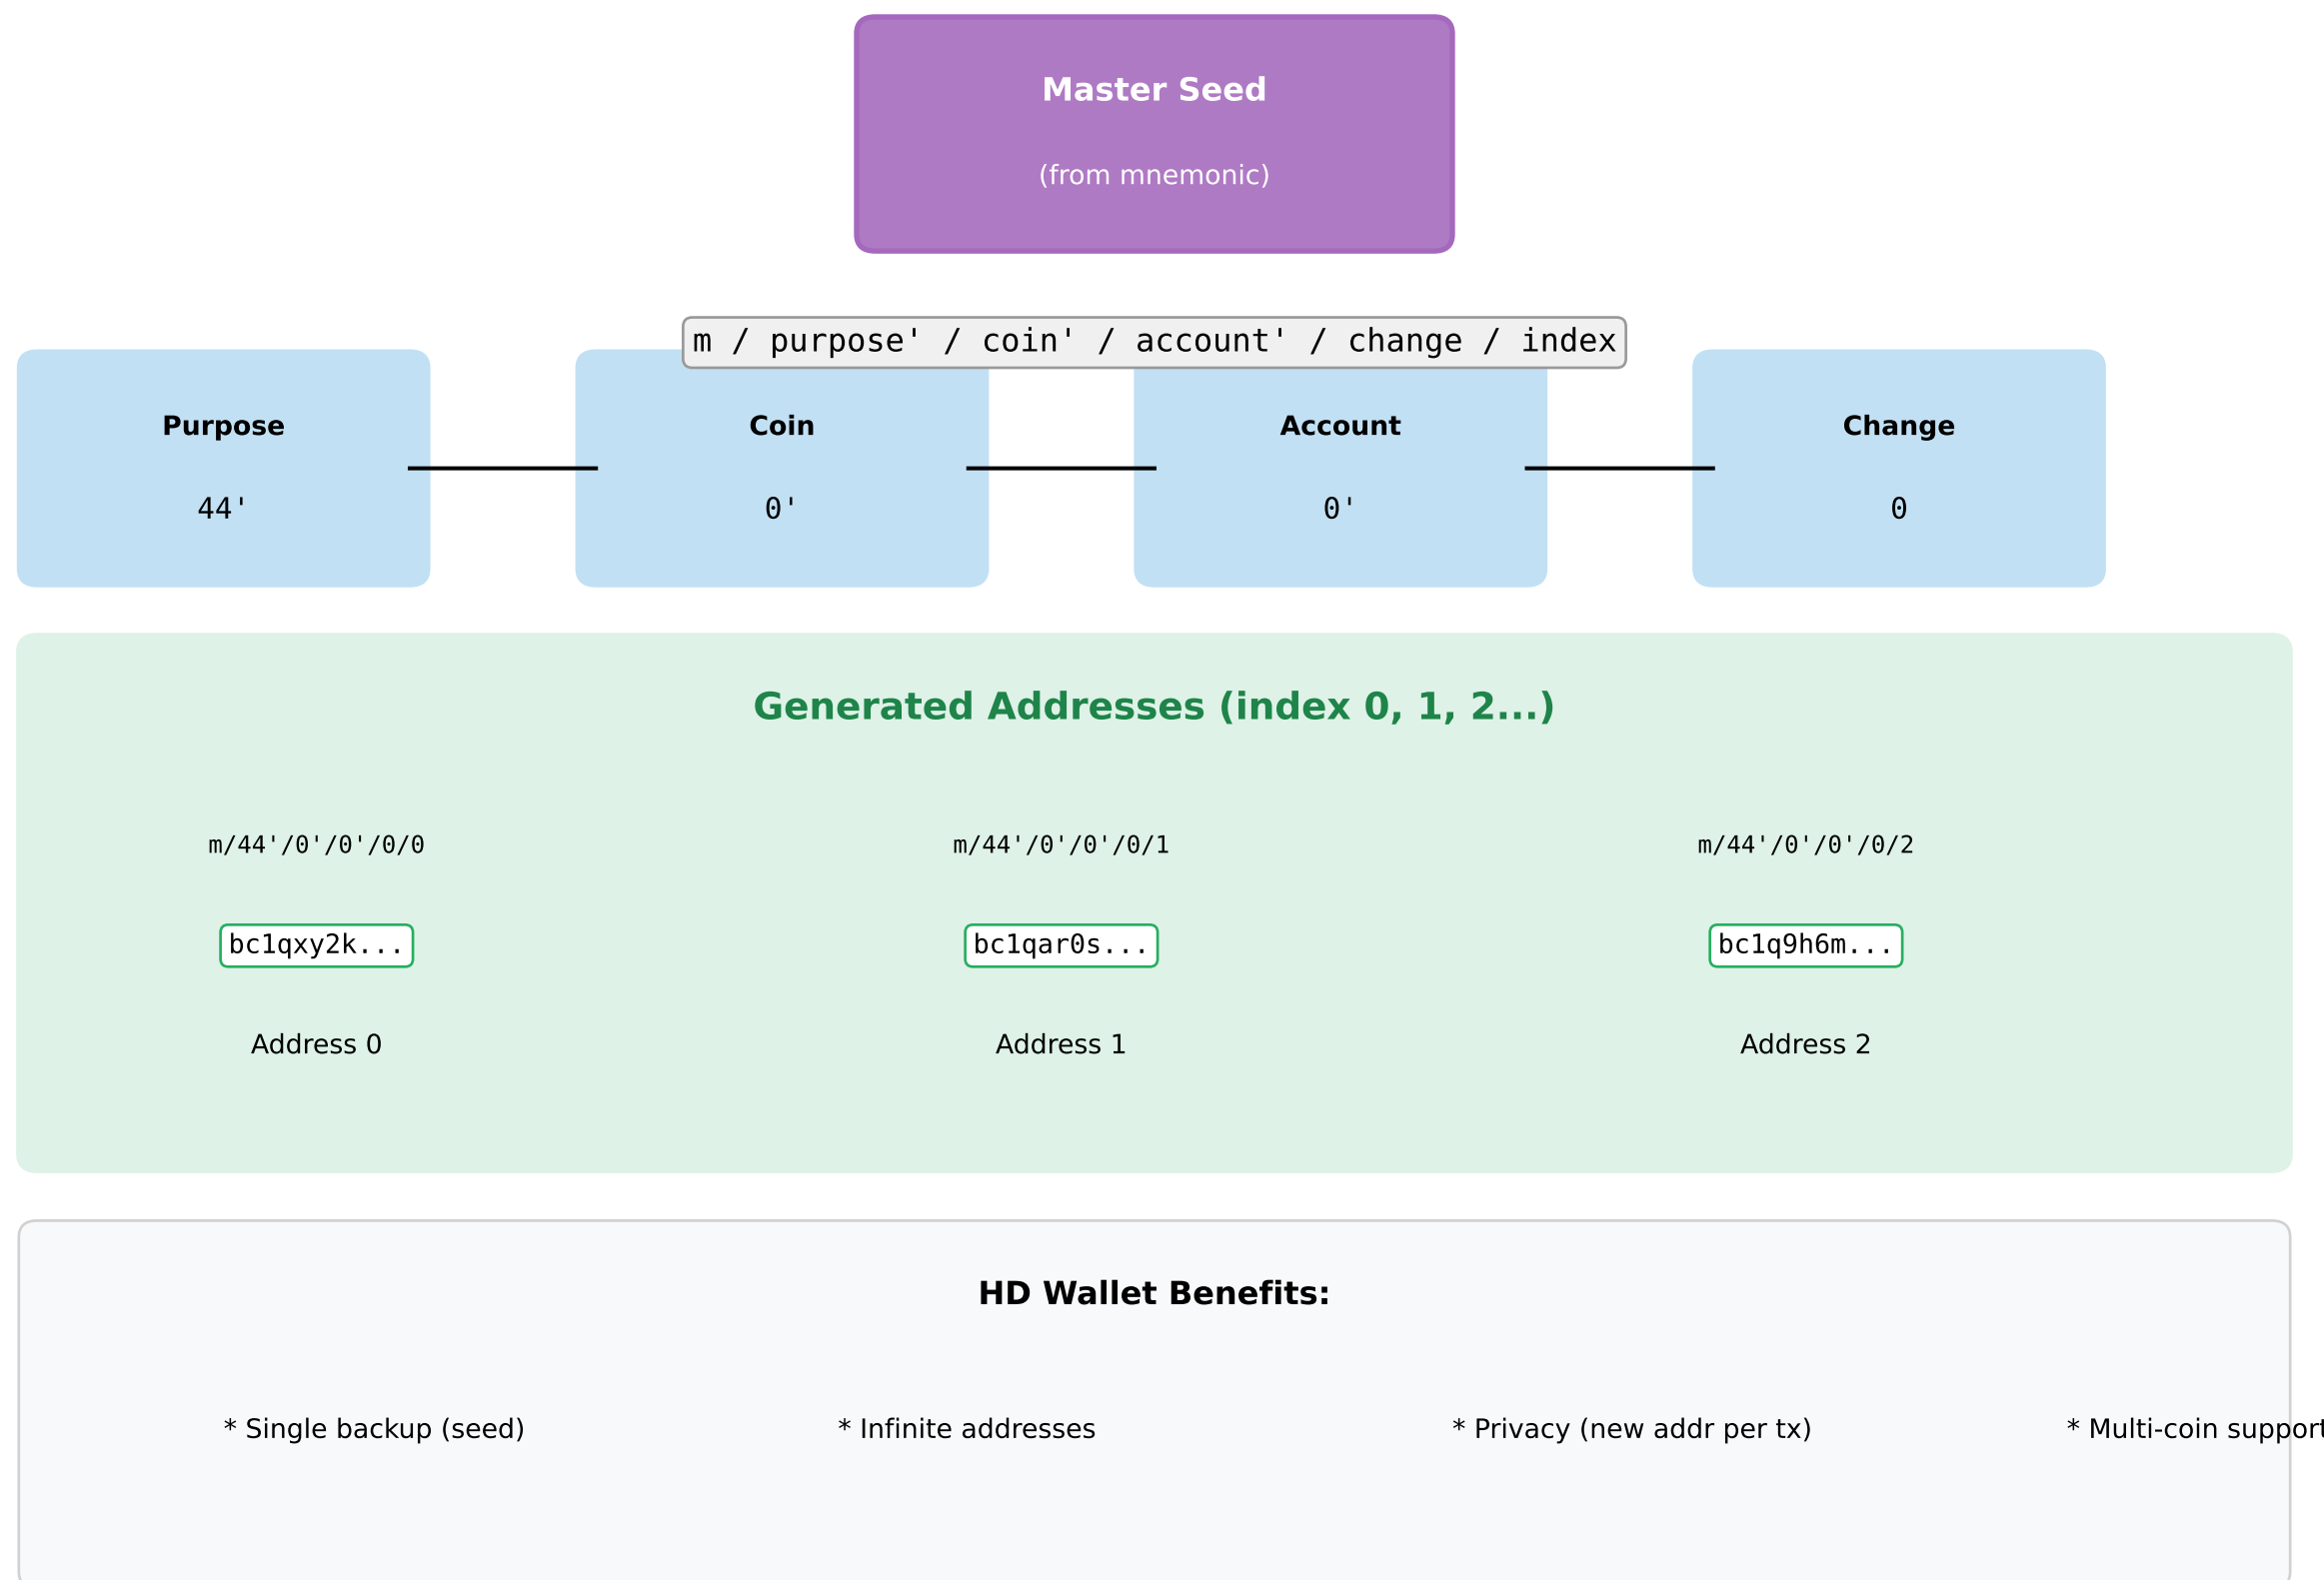 Master Seed
(from mnemonic)
m / purpose' / coin' / account' / change / index
Purpose
Coin
Account
Change
44'
0'
0'
0
Generated Addresses (index 0, 1, 2...)
m/44'/0'/0'/0/0
m/44'/0'/0'/0/1
m/44'/0'/0'/0/2
bc1qxy2k...
bc1qar0s...
bc1q9h6m...
Address 0
Address 1
Address 2
HD Wallet Benefits:
* Single backup (seed)
* Infinite addresses
* Privacy (new addr per tx)
* Multi-coin support